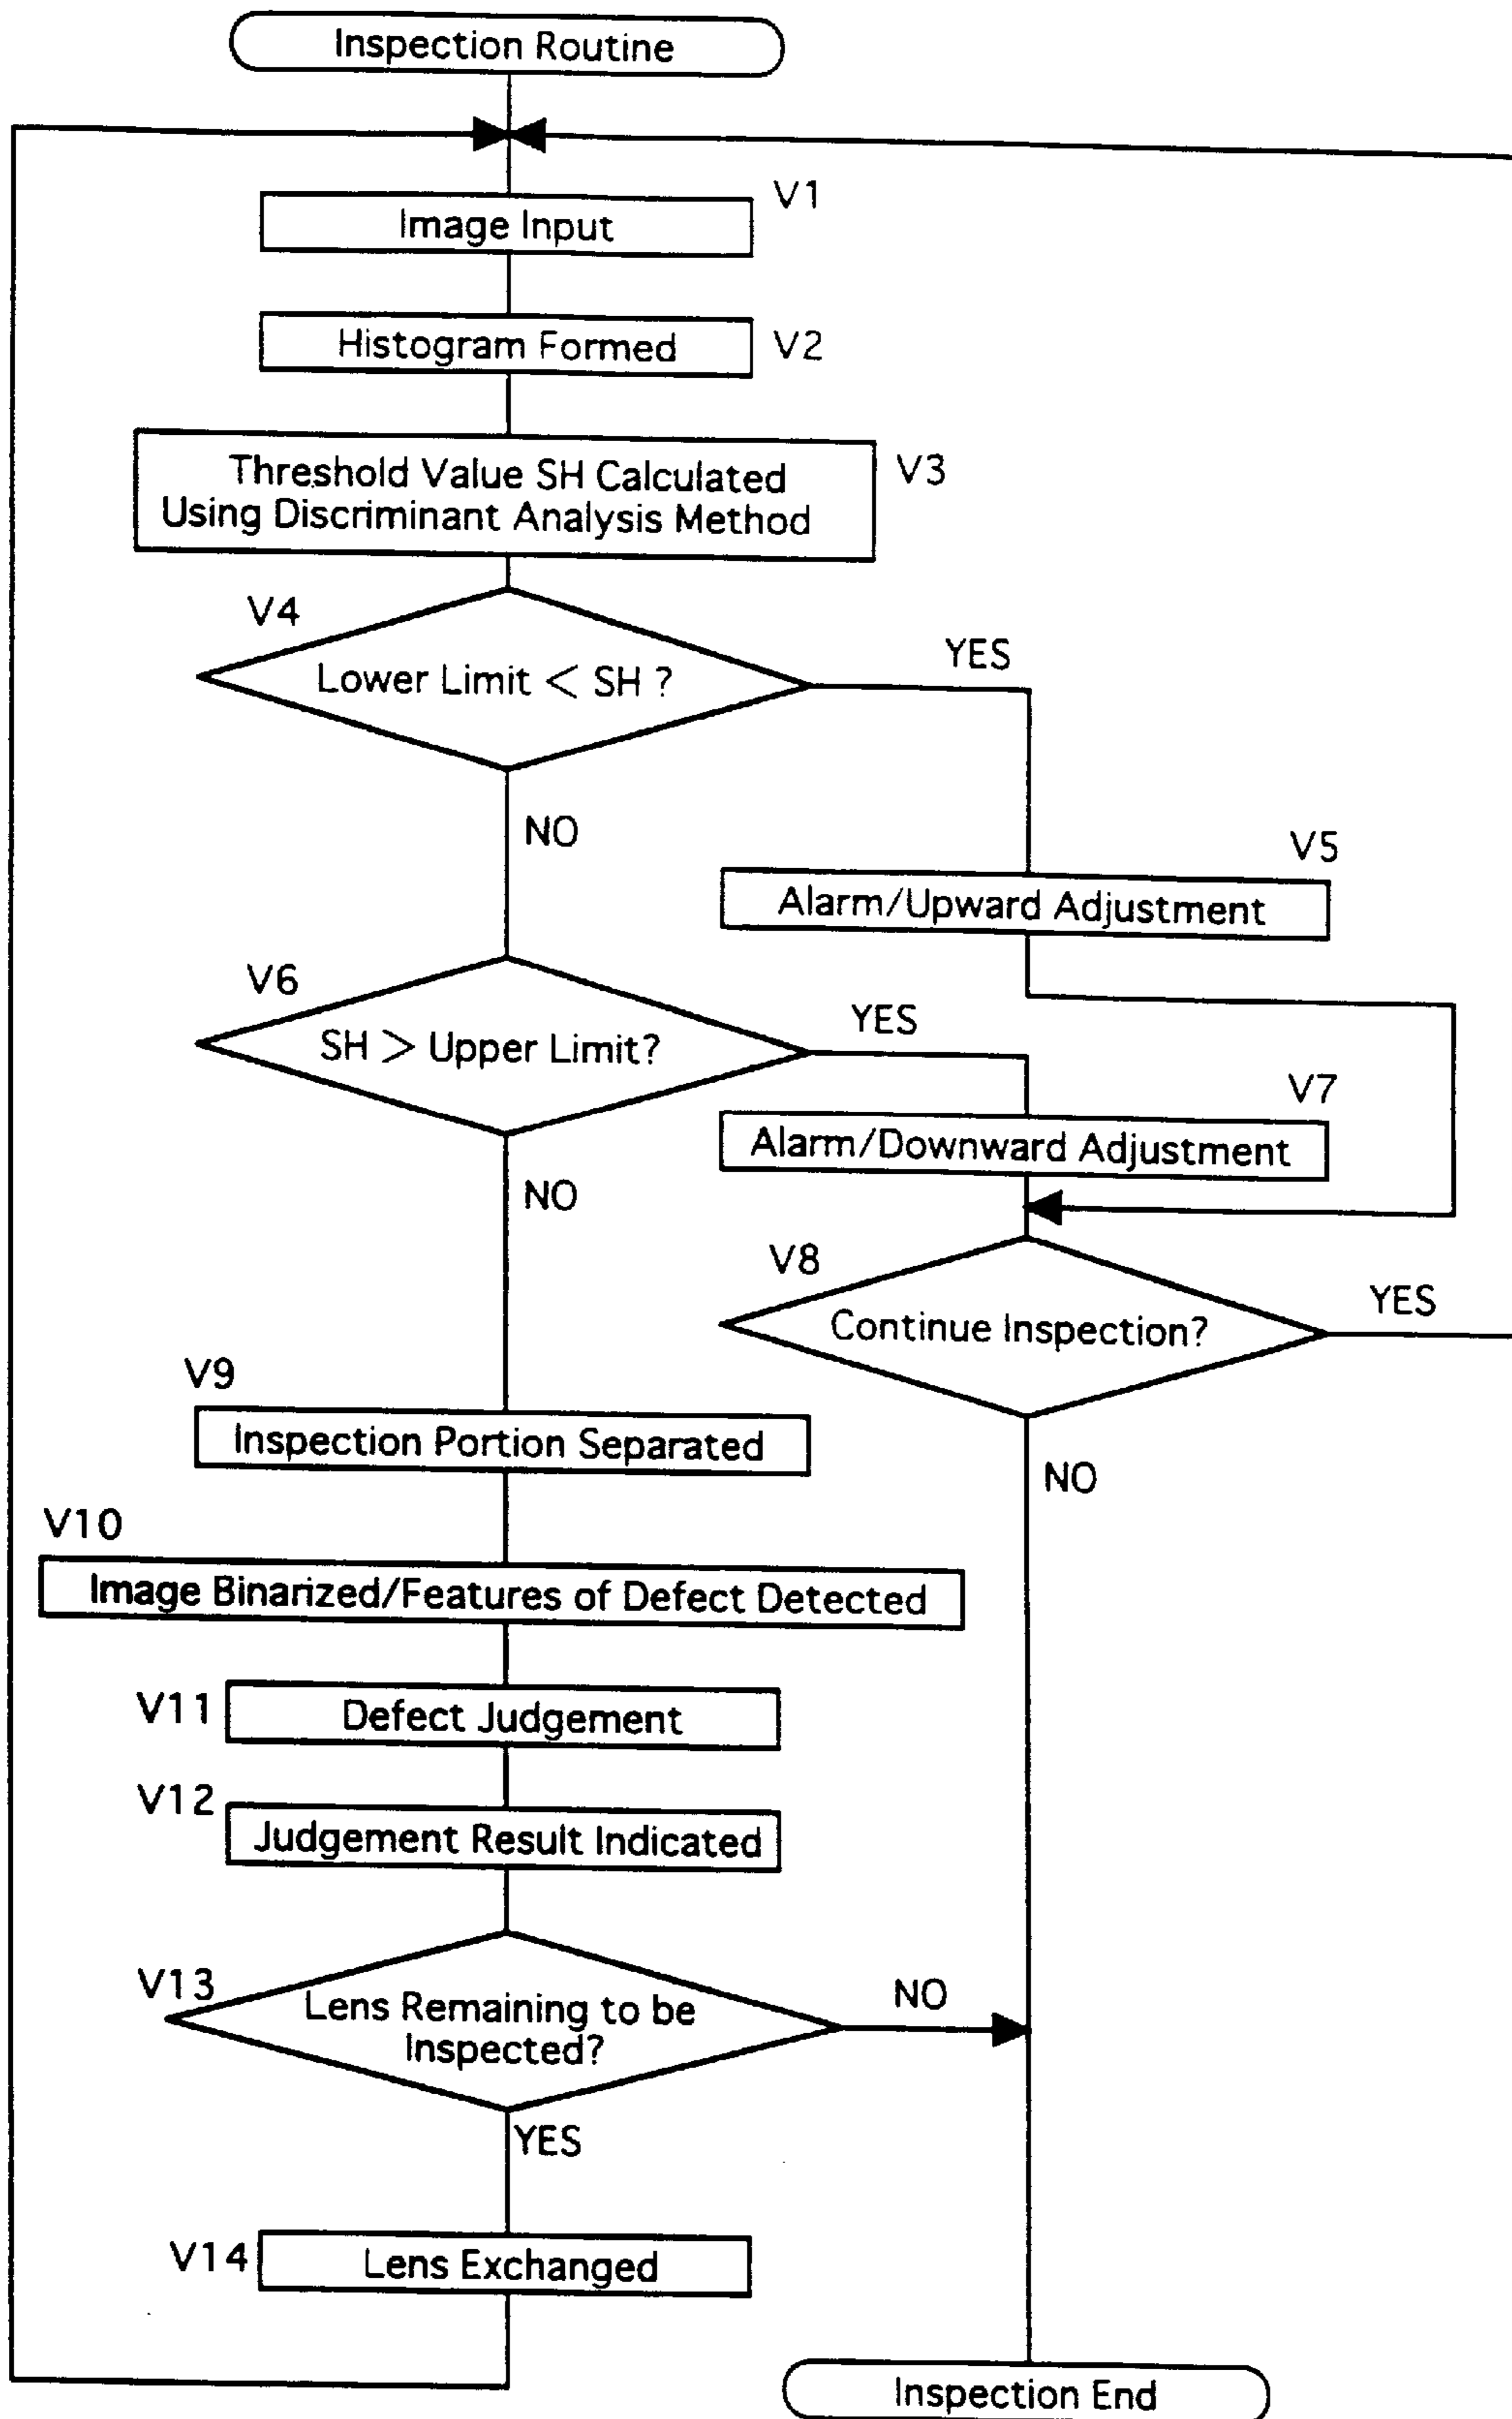 Inspection Routine
V1
Image Input
Histogram Formed
V2
Threshold Value SH Calculated
Using Discriminant Analysis Method
V3
V4
Lower Limit < SH ?
YES
NO
V5
Alarm/Upward Adjustment
V6
SH > Upper Limit?
YES
NO
V7
Alarm/Downward Adjustment
V8
Continue Inspection?
YES
NO
V9
Inspection Portion Separated
V10
Image Binarized/Features of Defect Detected
V11
Defect Judgement
V12
Judgement Result Indicated
V13
Lens Remaining to be
Inspected?
NO
YES
V14
Lens Exchanged
Inspection End